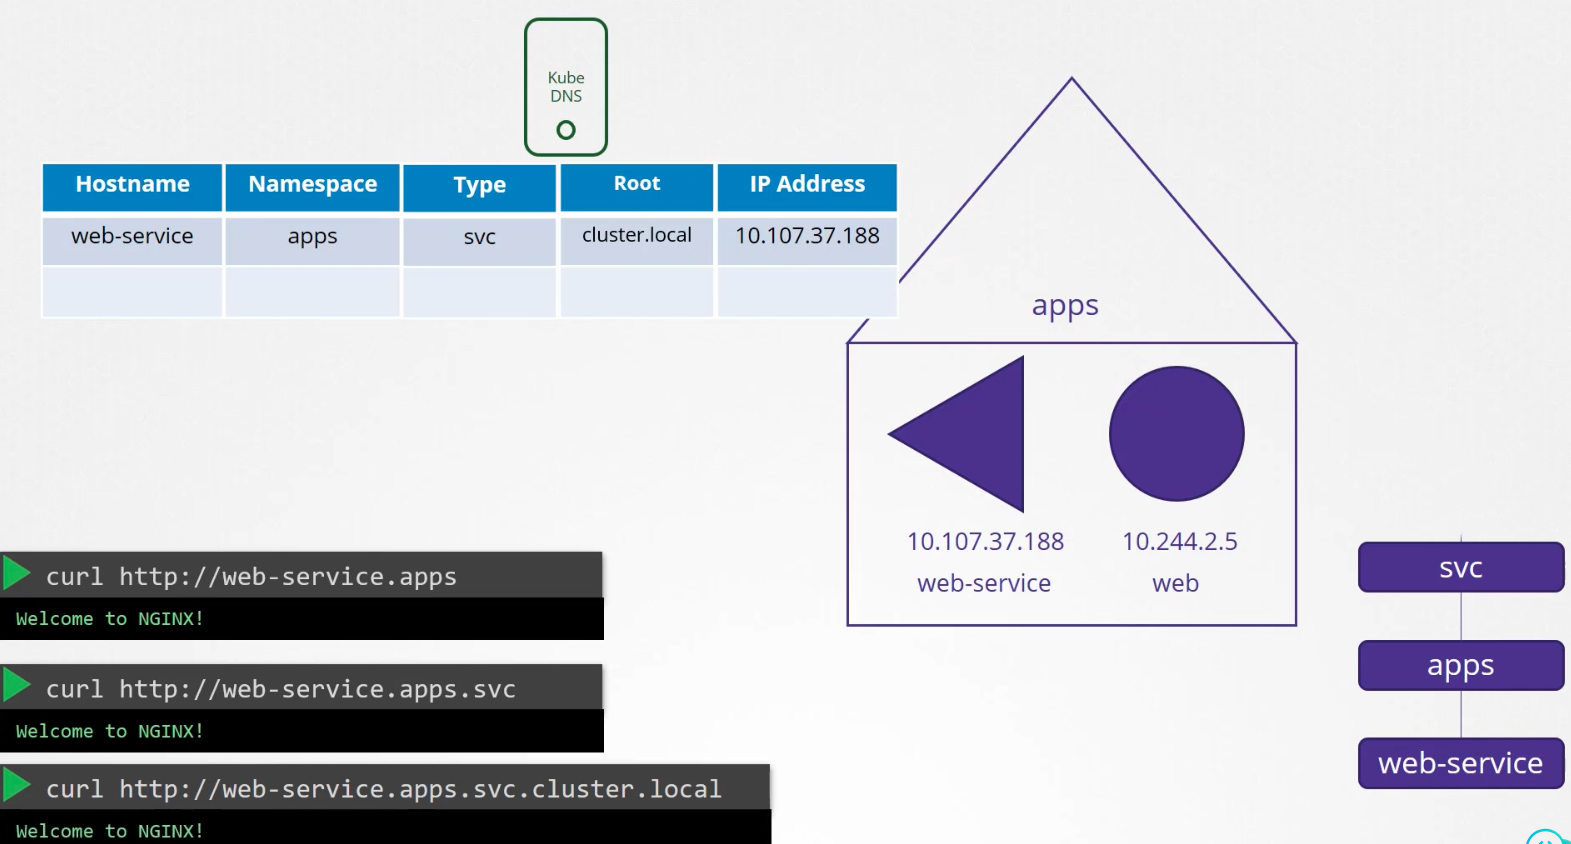 Kube
DNS
Hostname Namespace Type Root IP Address
web-service apps svc cluster.local 10.107.37.188
apps
10.107.37.188 10.244.2.5
web-service web
curl http://web-service.apps
Welcome to NGINX!
curl http://web-service.apps.svc
Welcome to NGINX!
curl http://web-service.apps.svc.cluster.local
Welcome to NGINX!
svc
apps
web-service